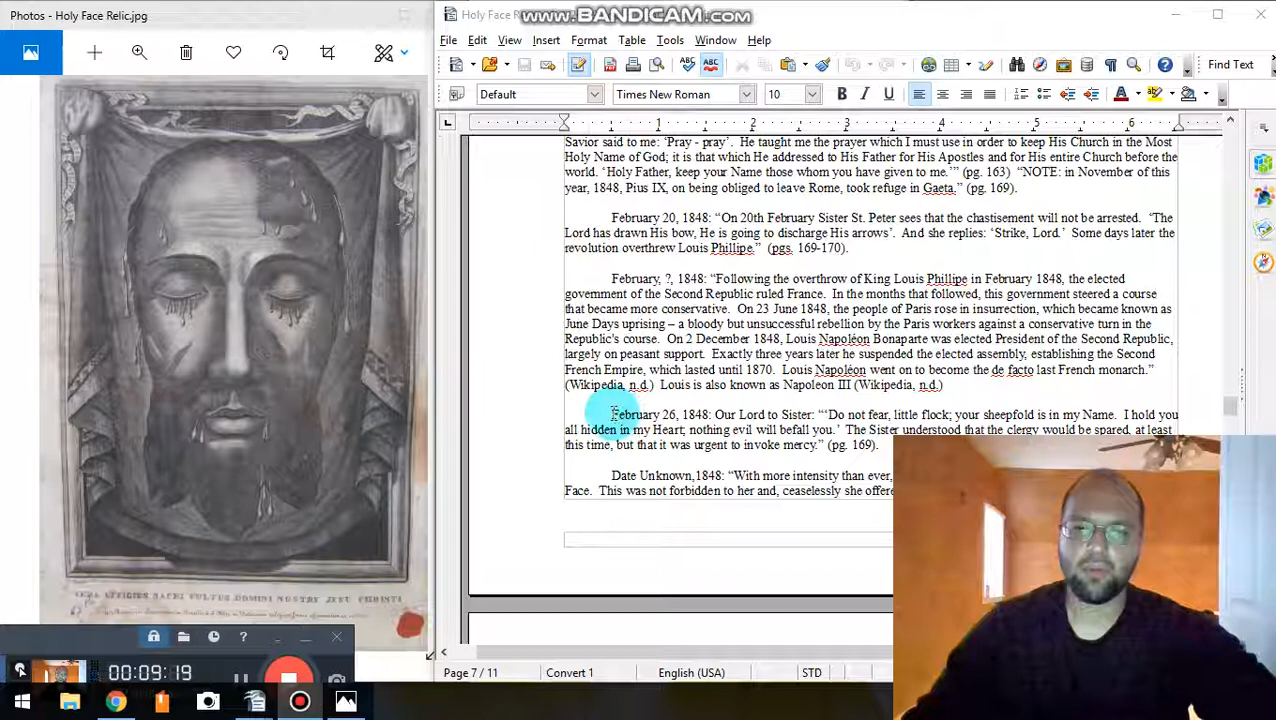 Photos - Holy Face Relic.jpg
Holy Face Re
www.BANDICAM.com
File Edit View Insert Format Table Tools Window Help
Find Text
Default Times New Roman 10
1 2 3 4 5 6
Savior said to me: ‘Pray - pray’.  He taught me the prayer which I must use in order to keep His Church in the Most
Holy Name of God; it is that which He addressed to His Father for His Apostles and for his entire Church before the
world. ‘Holy Father, keep your Name those whom you have given to me.’” (pg. 163)  “NOTE: in November of this
year, 1848, Pius IX, on being obliged to leave Rome, took refuge in Gaeta.” (pg. 169).
February 20, 1848: “On 20th February Sister St. Peter sees that the chastisement will not be arrested.  ‘The
Lord has drawn His bow, He is going to discharge His arrows’.  And she replies: ‘Strike, Lord.’  Some days later the
revolution overthrew Louis Phillipe.”  (pgs. 169-170).
February, ?, 1848: “Following the overthrow of King Louis Phillipe in February 1848, the elected
government of the Second Republic ruled France.  In the months that followed, this government steered a course
that became more conservative.  On 23 June 1848, the people of Paris rose in insurrection, which became known as
June Days uprising – a bloody but unsuccessful rebellion by the Paris workers against a conservative turn in the
Republic's course.  On 2 December 1848, Louis Napoléon Bonaparte was elected President of the Second Republic,
largely on peasant support.  Exactly three years later he suspended the elected assembly, establishing the Second
French Empire, which lasted until 1870.  Louis Napoléon went on to become the de facto last French monarch.”
(Wikipedia, n.d.)  Louis is also known as Napoleon III (Wikipedia, n.d.)
February 26, 1848: Our Lord to Sister: “‘Do not fear, little flock; your sheepfold is in my Name.  I hold you
all hidden in my Heart; nothing evil will befall you.’  The Sister understood that the clergy would be spared, at least
this time, but that it was urgent to invoke mercy.” (pg. 169).
Date Unknown,1848: “With more intensity than ever,
Face.  This was not forbidden to her and, ceaselessly she offere
VERA EFFIGIES SACRI VULTUS DOMINI NOSTRI JESU CHRISTI
00:09:19
Page 7 / 11 Convert 1 English (USA) STD